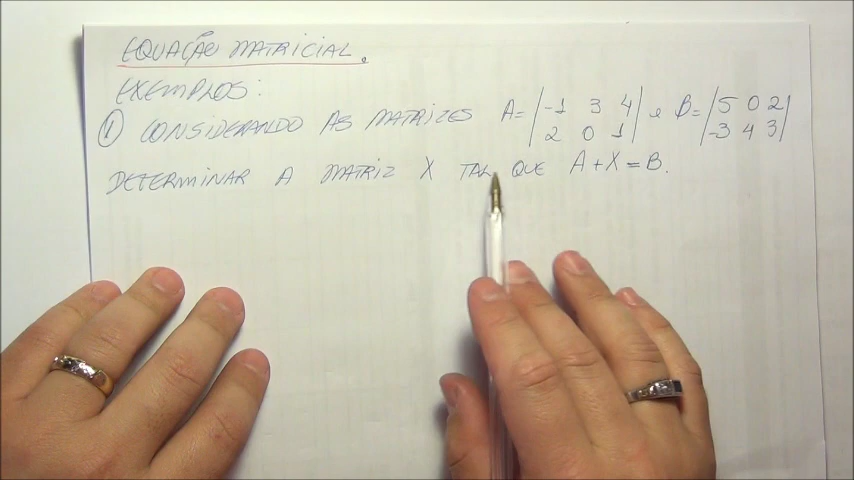 EQUAÇÃO MATRICIAL.
EXEMPLOS:
① CONSIDERANDO AS MATRIZES A= | -1 3 4 | e B= | 5 0 2 |
| 2 0 1 | | -3 4 3 |
DETERMINAR A MATRIZ X TAL QUE A+X=B.